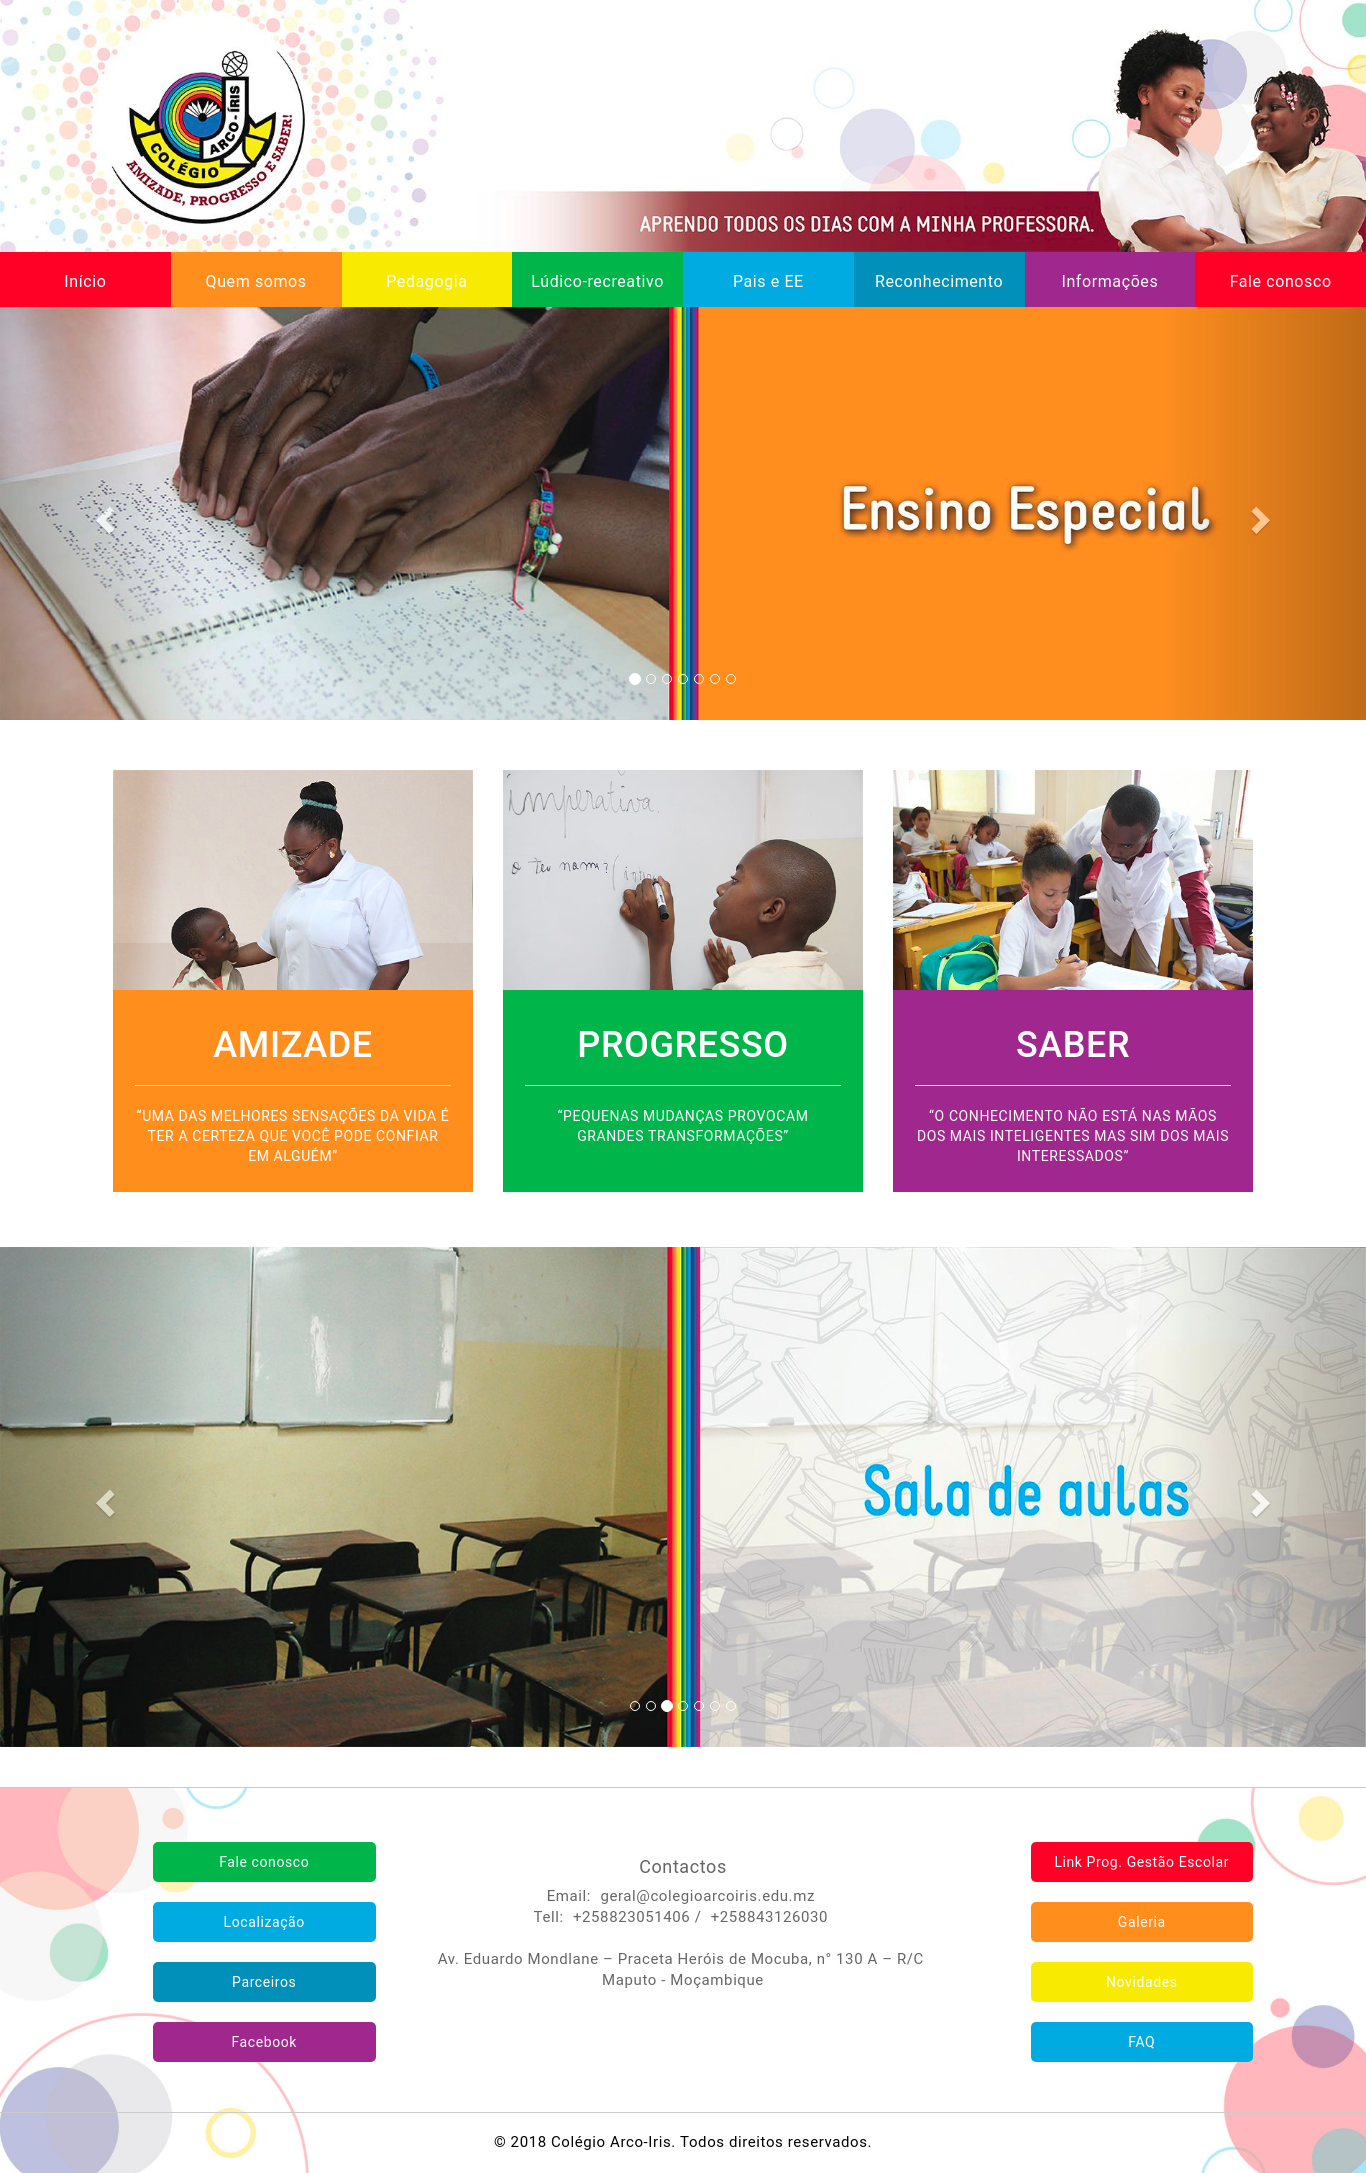 ARCO-ÍRIS
COLÉGIO
AMIZADE, PROGRESSO E SABER!
APRENDO TODOS OS DIAS COM A MINHA PROFESSORA.
Início
Quem somos
Pedagogia
Lúdico-recreativo
Pais e EE
Reconhecimento
Informações
Fale conosco
Ensino Especial
imperativa.
o teu nome?
AMIZADE
“UMA DAS MELHORES SENSAÇÕES DA VIDA É
TER A CERTEZA QUE VOCÊ PODE CONFIAR
EM ALGUÉM”
PROGRESSO
“PEQUENAS MUDANÇAS PROVOCAM
GRANDES TRANSFORMAÇÕES”
SABER
“O CONHECIMENTO NÃO ESTÁ NAS MÃOS
DOS MAIS INTELIGENTES MAS SIM DOS MAIS
INTERESSADOS”
Sala de aulas
Fale conosco
Localização
Parceiros
Facebook
Contactos
Email: geral@colegioarcoiris.edu.mz
Tell: +258823051406 / +258843126030
Av. Eduardo Mondlane – Praceta Heróis de Mocuba, n° 130 A – R/C
Maputo - Moçambique
Link Prog. Gestão Escolar
Galeria
Novidades
FAQ
© 2018 Colégio Arco-Iris. Todos direitos reservados.